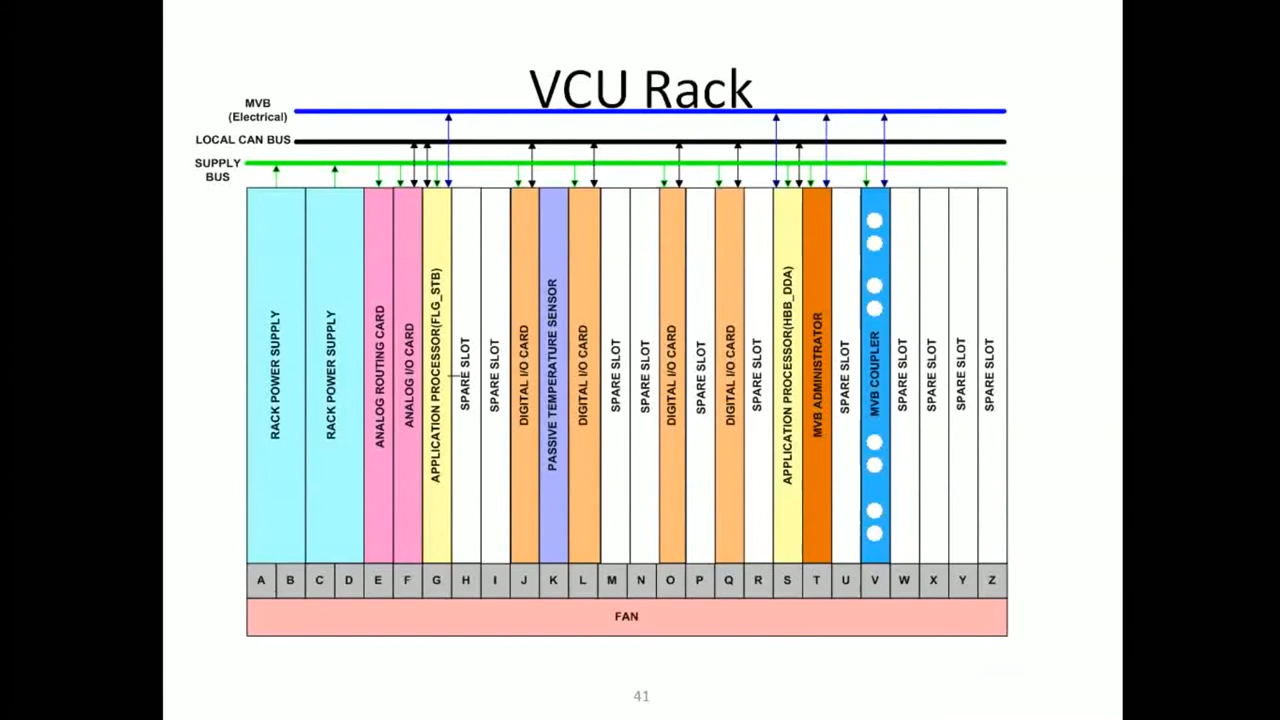 VCU Rack
MVB
(Electrical)
LOCAL CAN BUS
SUPPLY
BUS
RACK POWER SUPPLY
RACK POWER SUPPLY
ANALOG ROUTING CARD
ANALOG I/O CARD
APPLICATION PROCESSOR(FLG_STB)
SPARE SLOT
SPARE SLOT
DIGITAL I/O CARD
PASSIVE TEMPERATURE SENSOR
DIGITAL I/O CARD
SPARE SLOT
SPARE SLOT
DIGITAL I/O CARD
SPARE SLOT
DIGITAL I/O CARD
SPARE SLOT
APPLICATION PROCESSOR(HBB_DDA)
MVB ADMINISTRATOR
SPARE SLOT
MVB COUPLER
SPARE SLOT
SPARE SLOT
SPARE SLOT
SPARE SLOT
A B C D E F G H I J K L M N O P Q R S T U V W X Y Z
FAN
41